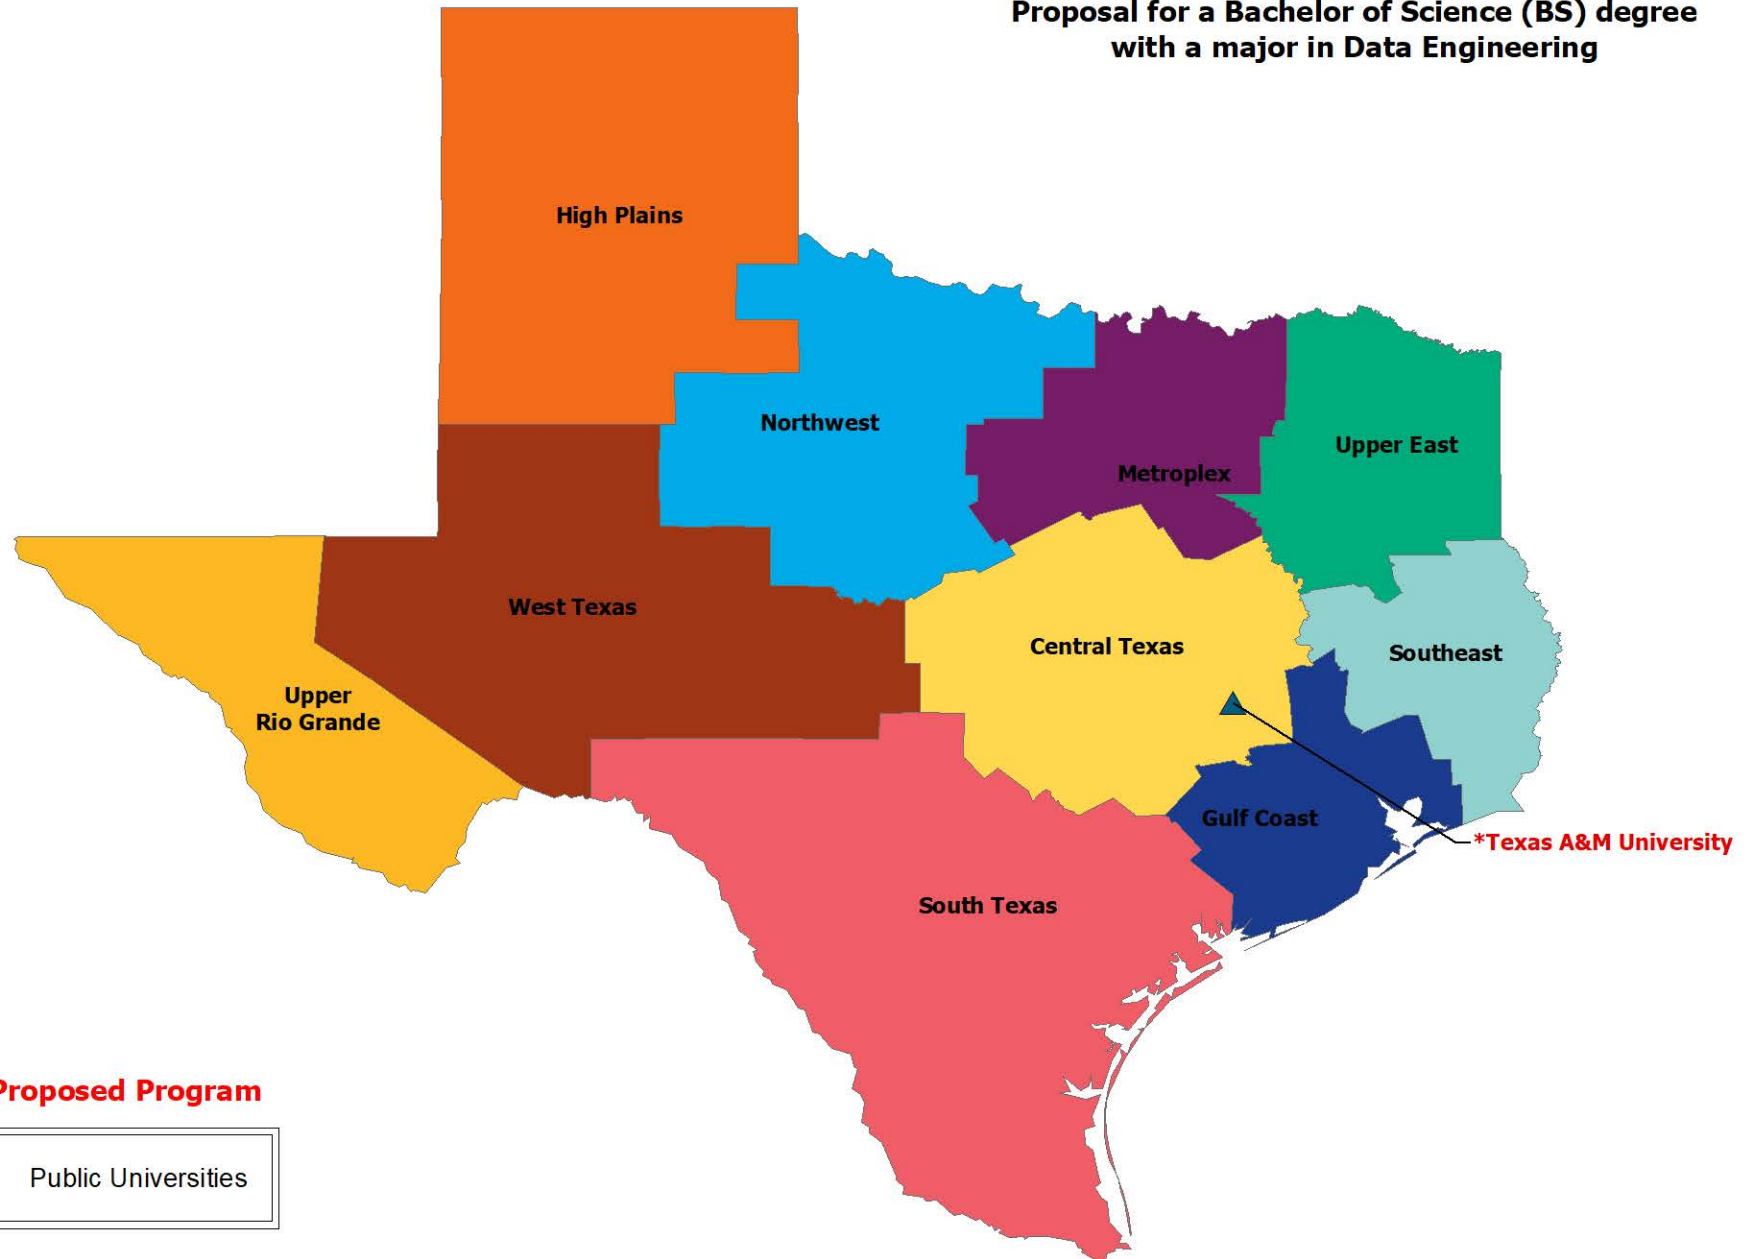 Proposal for a Bachelor of Science (BS) degree
with a major in Data Engineering
High Plains
Northwest
Metroplex
Upper East
West Texas
Central Texas
Southeast
Upper
Rio Grande
Gulf Coast
*Texas A&M University
South Texas
Proposed Program
Public Universities